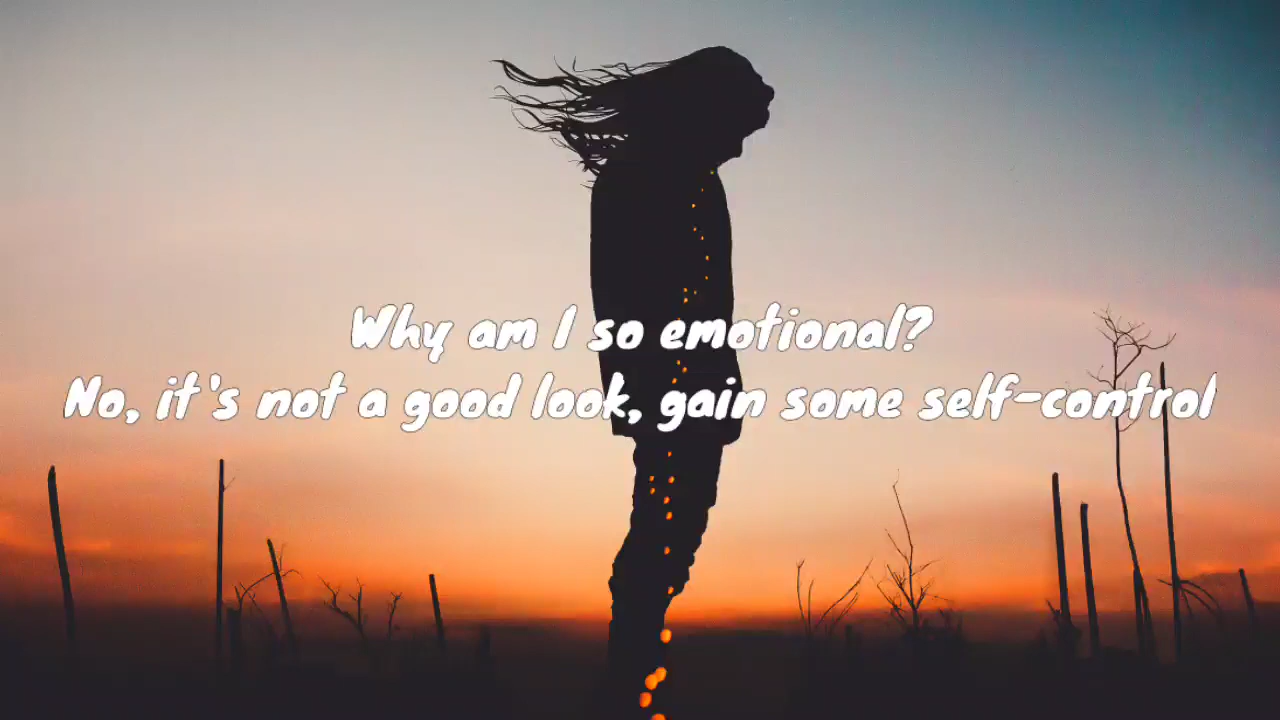 Why am I so emotional?
No, it's not a good look, gain some self-control